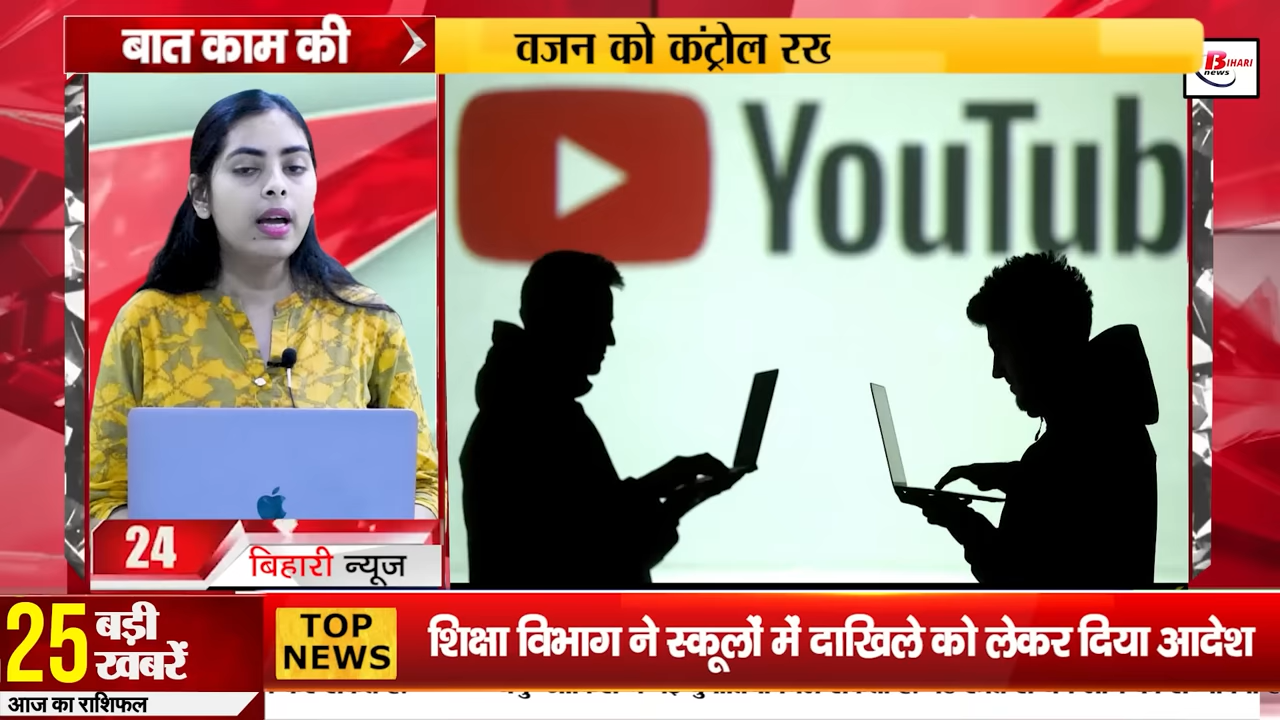 बात काम की
वजन को कंट्रोल रख
BIHARI
news
YouTub
24
बिहारी न्यूज
25 बड़ी
खबरें
TOP
NEWS
शिक्षा विभाग ने स्कूलों में दाखिले को लेकर दिया आदेश
आज का राशिफल